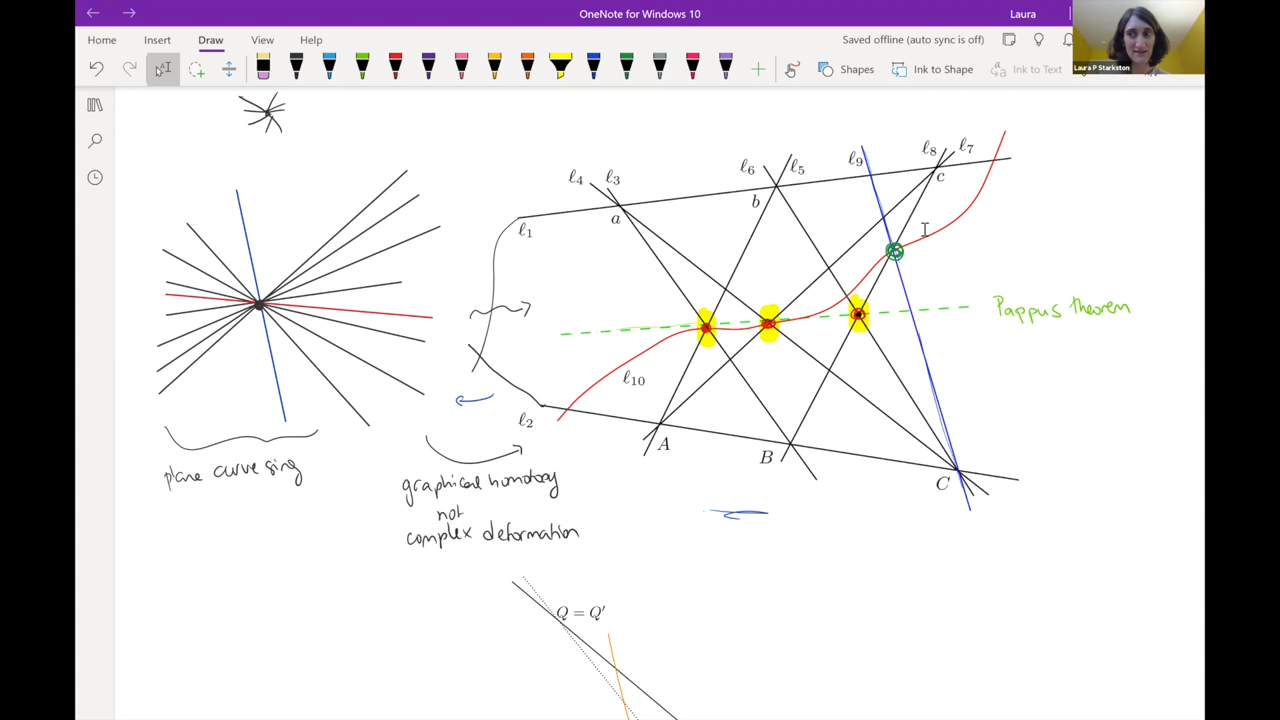 OneNote for Windows 10
Laura
Home
Insert
Draw
View
Help
Saved offline (auto sync is off)
Shapes
Ink to Shape
Ink to Text
Laura P Starkston
ℓ4
ℓ3
ℓ6
ℓ5
ℓ9
ℓ8
ℓ7
a
b
c
ℓ1
Pappus theorem
ℓ10
ℓ2
A
B
C
plane curve sing
graphical homotopy
not
complex deformation
Q = Q′